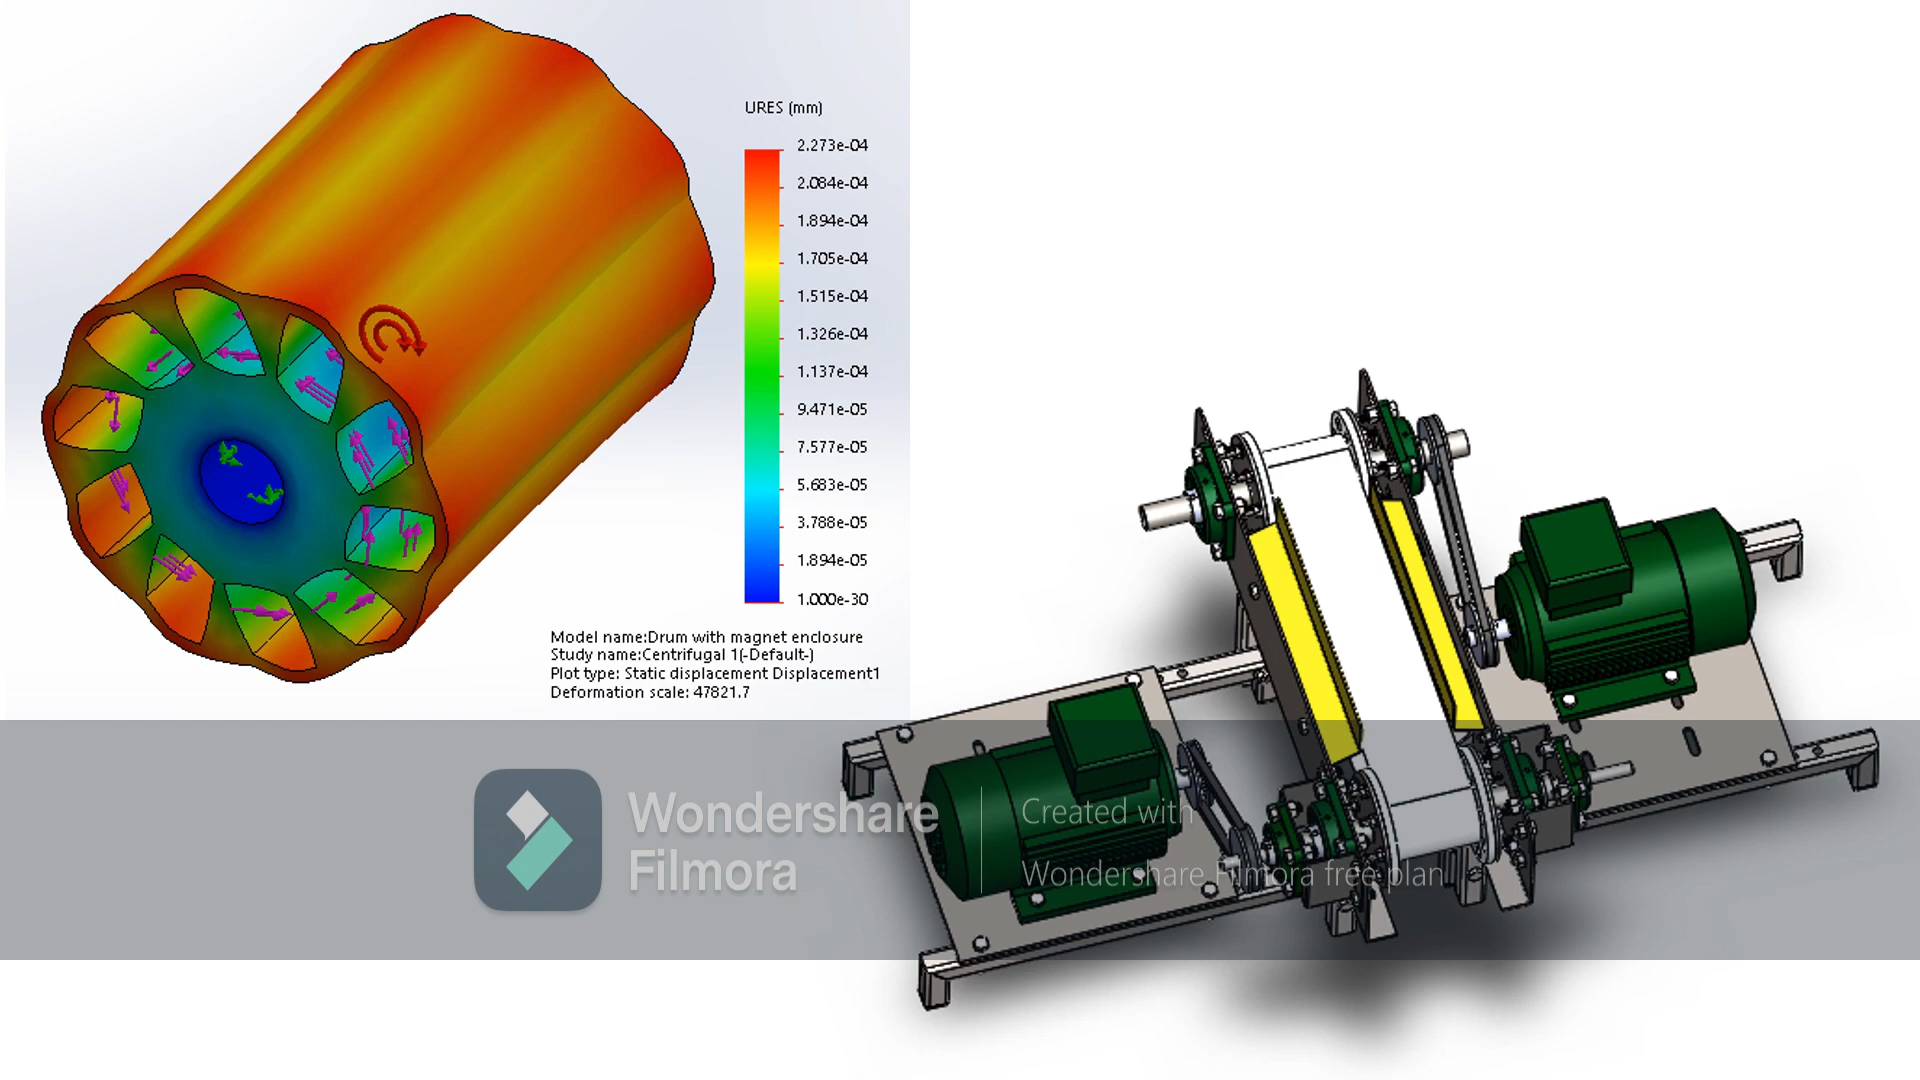 URES (mm)
2.273e-04
2.084e-04
1.894e-04
1.705e-04
1.515e-04
1.326e-04
1.137e-04
9.471e-05
7.577e-05
5.683e-05
3.788e-05
1.894e-05
1.000e-30
Model name:Drum with magnet enclosure
Study name:Centrifugal 1(-Default-)
Plot type: Static displacement Displacement1
Deformation scale: 47821.7
Wondershare
Filmora
Created with
Wondershare Filmora free plan